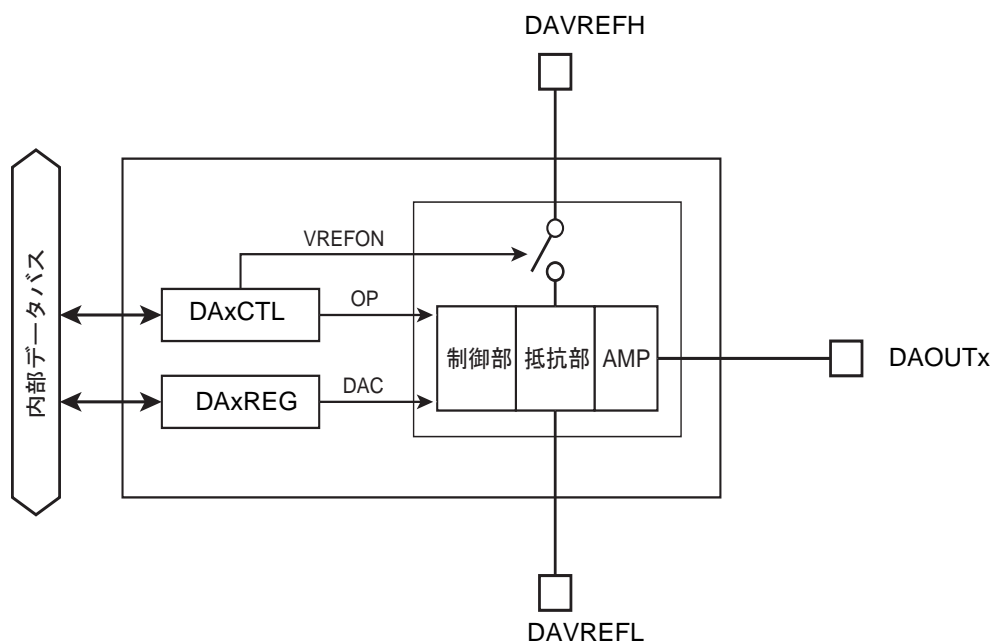 DAVREFH
内部データバス
VREFON
DAxCTL
OP
制御部
抵抗部
AMP
DAOUTx
DAxREG
DAC
DAVREFL